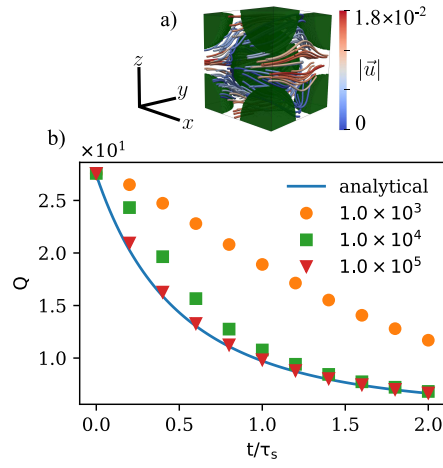 a)
z
y
x
1.8×10⁻²
|u⃗|
0
b)
×10¹
2.5
2.0
1.5
1.0
Q
analytical
1.0 × 10³
1.0 × 10⁴
1.0 × 10⁵
0.0 0.5 1.0 1.5 2.0
t/τₛ